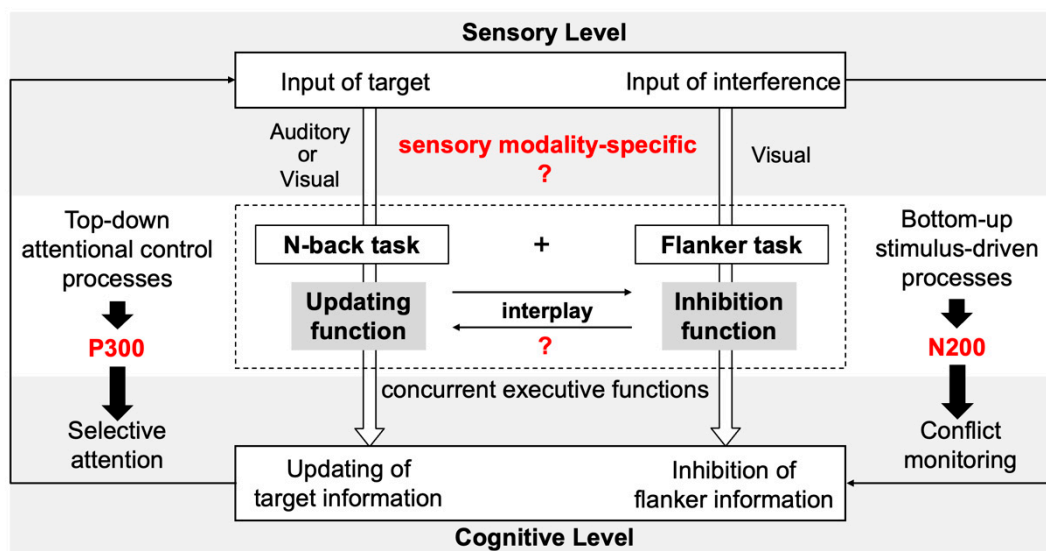 Sensory Level
Input of target
Input of interference
Auditory
or
Visual
sensory modality-specific
?
Visual
Top-down
attentional control
processes
P300
Selective
attention
N-back task
+
Flanker task
Updating
function
interplay
?
Inhibition
function
concurrent executive functions
Bottom-up
stimulus-driven
processes
N200
Conflict
monitoring
Updating of
target information
Inhibition of
flanker information
Cognitive Level